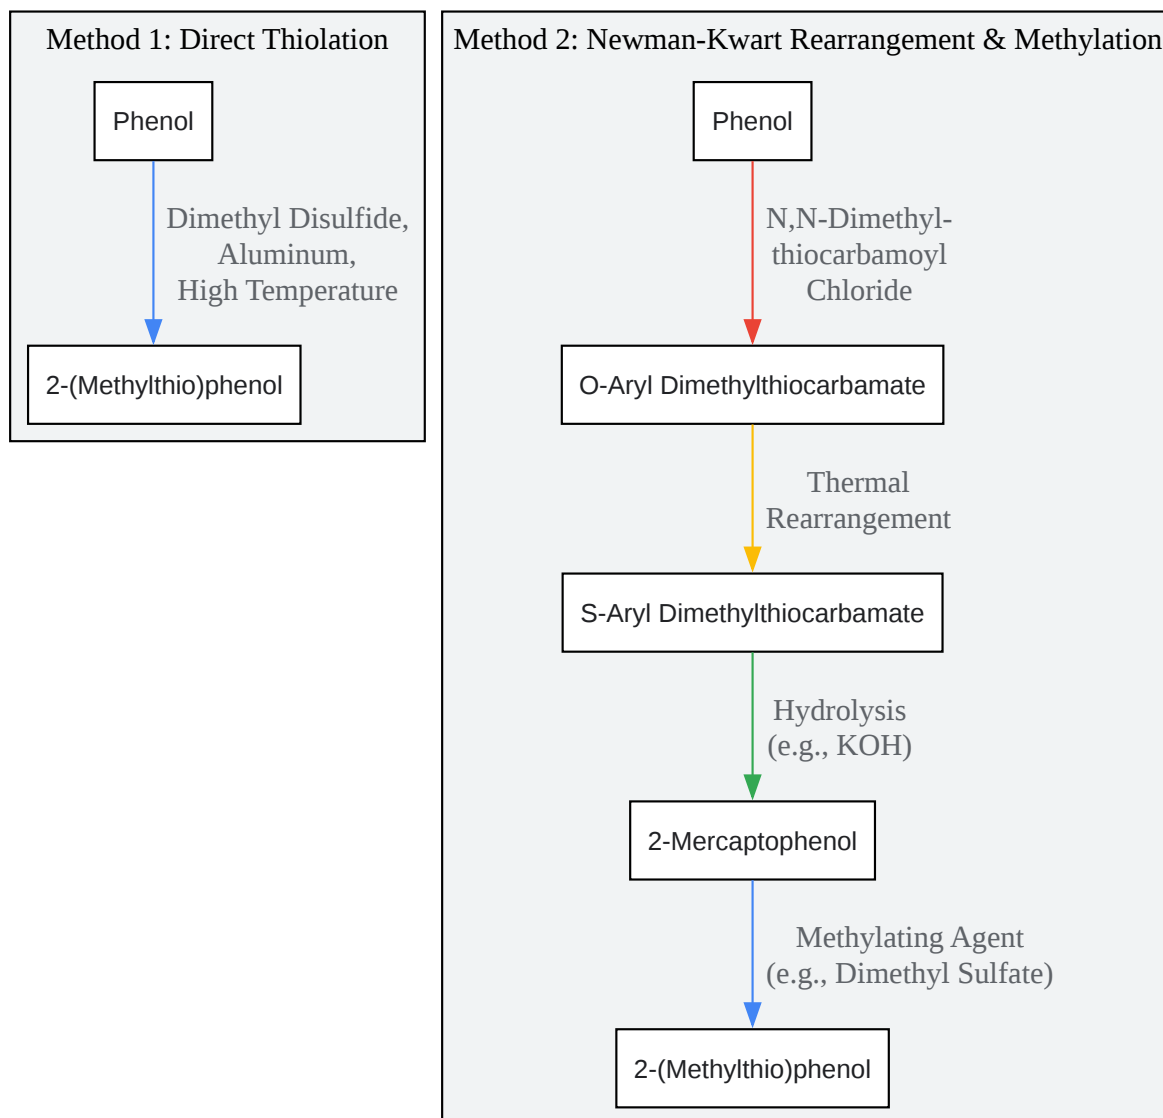 Method 1: Direct Thiolation
Phenol
Dimethyl Disulfide,
Aluminum,
High Temperature
2-(Methylthio)phenol
Method 2: Newman-Kwart Rearrangement & Methylation
Phenol
N,N-Dimethyl-
thiocarbamoyl
Chloride
O-Aryl Dimethylthiocarbamate
Thermal
Rearrangement
S-Aryl Dimethylthiocarbamate
Hydrolysis
(e.g., KOH)
2-Mercaptophenol
Methylating Agent
(e.g., Dimethyl Sulfate)
2-(Methylthio)phenol